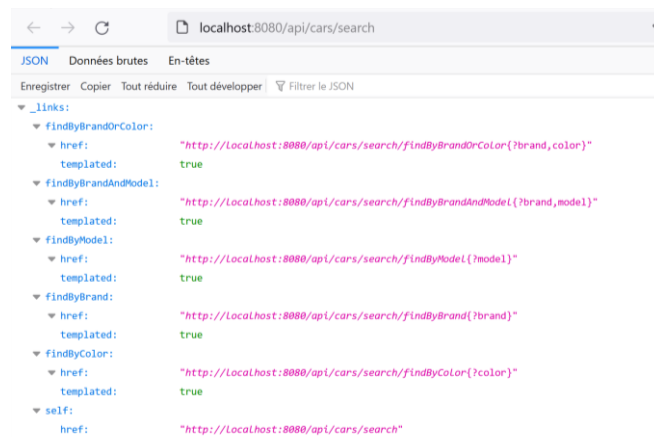 localhost:8080/api/cars/search
JSON Données brutes En-têtes
Enregistrer Copier Tout réduire Tout développer Filtrer le JSON
_links:
findByBrandOrColor:
href: "http://localhost:8080/api/cars/search/findByBrandOrColor{?brand,color}"
templated: true
findByBrandAndModel:
href: "http://localhost:8080/api/cars/search/findByBrandAndModel{?brand,model}"
templated: true
findByModel:
href: "http://localhost:8080/api/cars/search/findByModel{?model}"
templated: true
findByBrand:
href: "http://localhost:8080/api/cars/search/findByBrand{?brand}"
templated: true
findByColor:
href: "http://localhost:8080/api/cars/search/findByColor{?color}"
templated: true
self:
href: "http://localhost:8080/api/cars/search"